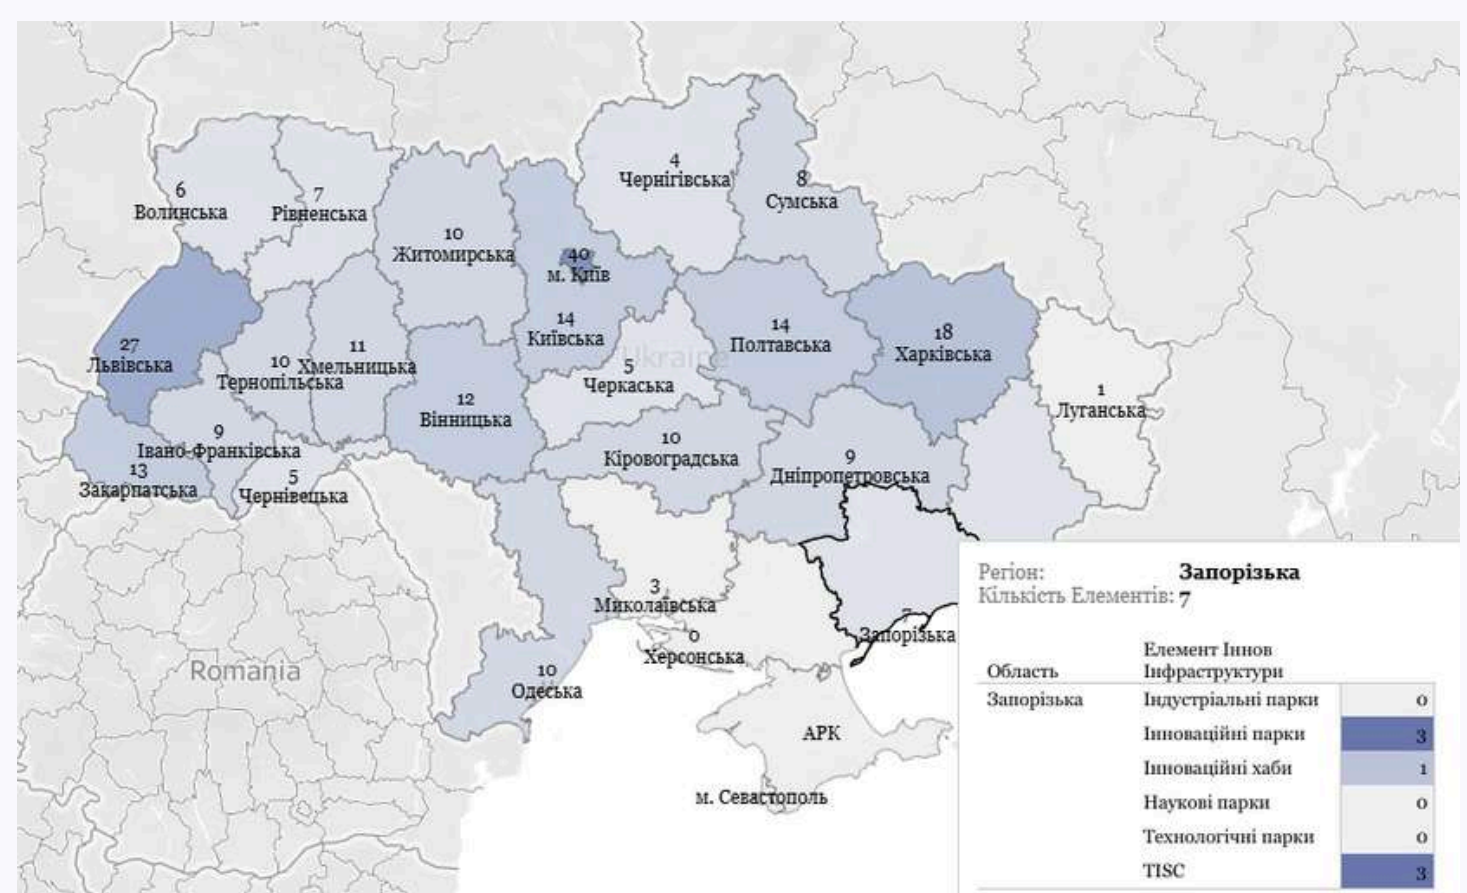 4
Чернігівська
8
Сумська
6
Волинська
7
Рівненська
10
Житомирська
40
м. Київ
27
Львівська
10
Тернопільська
11
Хмельницька
14
Київська
14
Полтавська
18
Харківська
Ukraine
5
Черкаська
1
Луганська
12
Вінницька
9
Івано-Франківська
13
Закарпатська
5
Чернівецька
10
Кіровоградська
9
Дніпропетровська
3
Миколаївська
0
Херсонська
7
Запорізька
10
Одеська
Romania
АРК
м. Севастополь
Регіон: Запорізька
Кількість Елементів: 7
Елемент Іннов
Область Інфраструктури
Запорізька Індустріальні парки 0
Інноваційні парки 3
Інноваційні хаби 1
Наукові парки 0
Технологічні парки 0
TISC 3